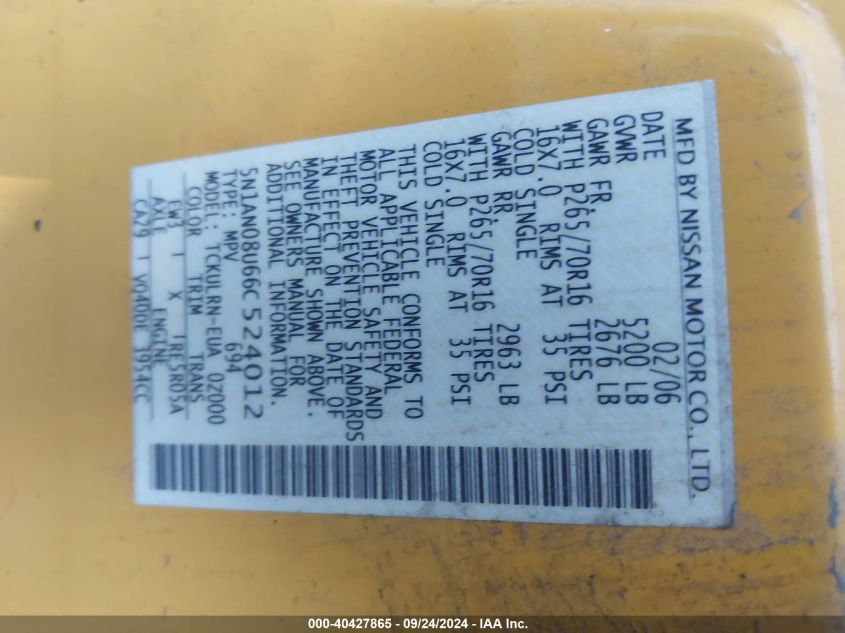 MFD BY NISSAN MOTOR CO., LTD.
DATE 02/06
GVWR 5200 LB
GAWR FR. 2676 LB
WITH P265/70R16 TIRES
16X7.0 RIMS AT 35 PSI
COLD SINGLE
GAWR RR 2963 LB
WITH P265/70R16 TIRES
16X7.0 RIMS AT 35 PSI
COLD SINGLE
THIS VEHICLE CONFORMS TO
ALL APPLICABLE FEDERAL
MOTOR VEHICLE SAFETY AND
THEFT PREVENTION STANDARDS
IN EFFECT ON THE DATE OF
MANUFACTURE SHOWN ABOVE.
SEE OWNERS MANUAL FOR
ADDITIONAL INFORMATION.
5N1AN08U66C524012
TYPE: MPV 694
MODEL: TCKULRN-EUA 02000
COLOR TRIM TRANS
EW3 I X I RE5R05A
AXLE ENGINE
CA29 I VQ40DE 3954CC
000-40427865 - 09/24/2024 - IAA Inc.